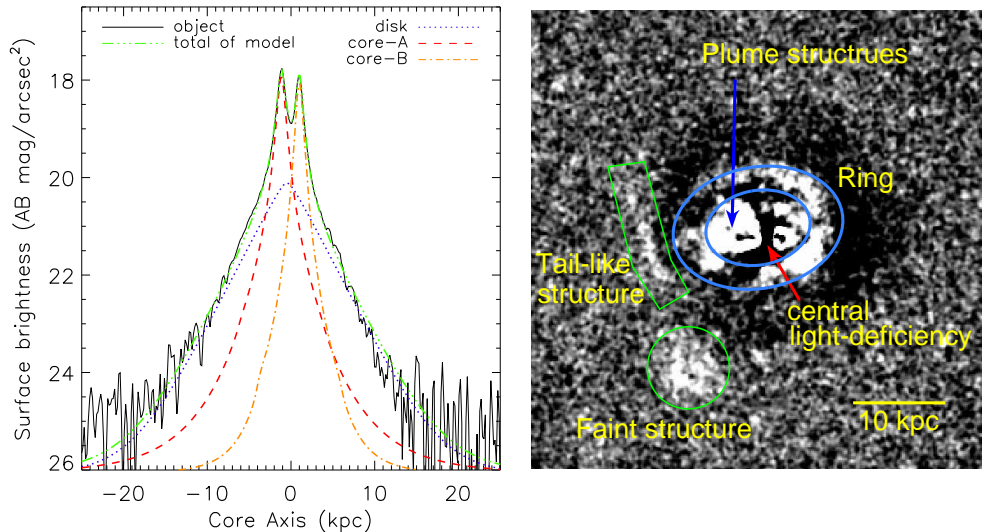 object
total of model
disk
core-A
core-B
18
20
22
24
26
Surface brightness (AB mag/arcsec²)
−20 −10 0 10 20
Core Axis (kpc)
Plume structrues
Ring
Tail-like
structure
central
light-deficiency
10 kpc
Faint structure